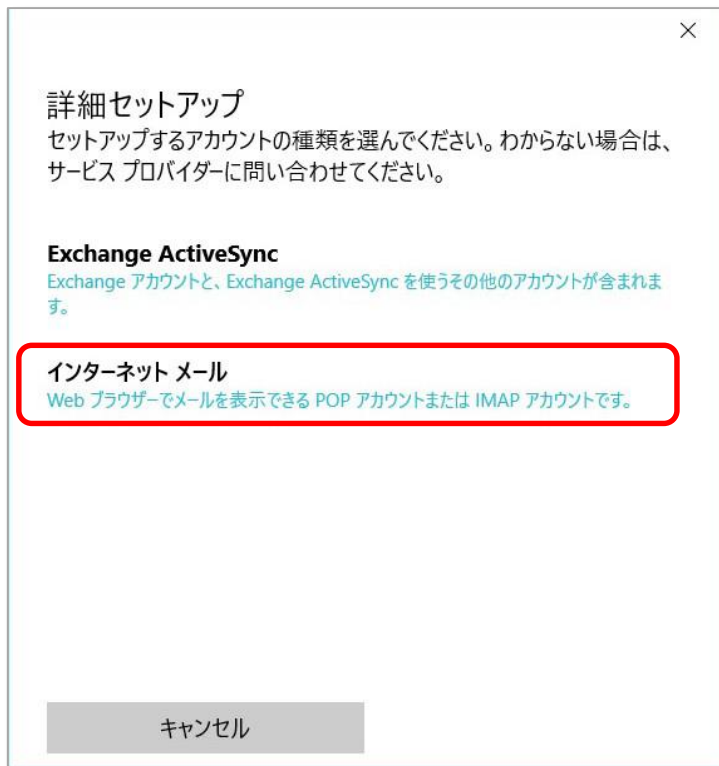 詳細セットアップ
セットアップするアカウントの種類を選んでください。わからない場合は、
サービス プロバイダーに問い合わせてください。
Exchange ActiveSync
Exchange アカウントと、Exchange ActiveSync を使うその他のアカウントが含まれま
す。
インターネット メール
Web ブラウザーでメールを表示できる POP アカウントまたは IMAP アカウントです。
キャンセル